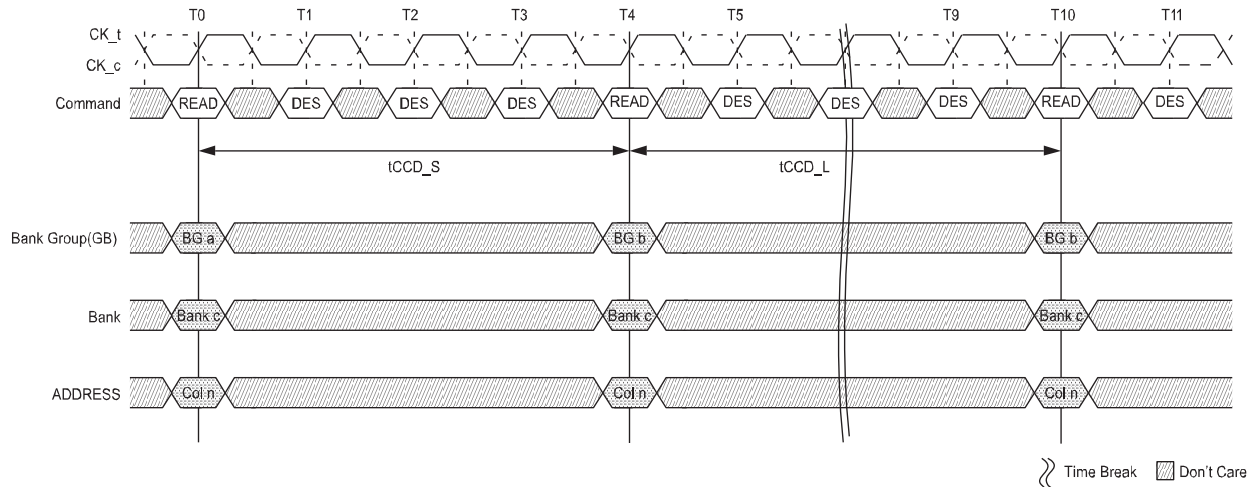 T0 T1 T2 T3 T4 T5 T9 T10 T11
CK_t
CK_c
Command READ DES DES DES READ DES DES DES READ DES
tCCD_S tCCD_L
Bank Group(GB) BG a BG b BG b
Bank Bank c Bank c Bank c
ADDRESS Col n Col n Col n
Time Break Don't Care